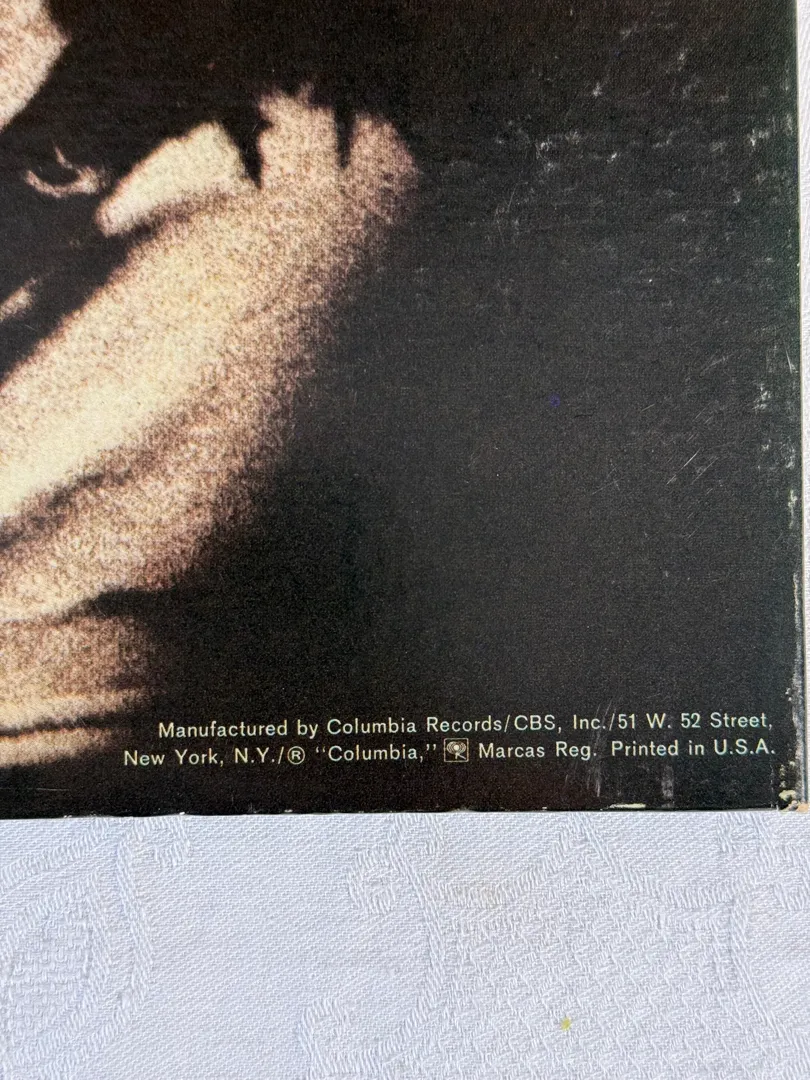 Manufactured by Columbia Records/CBS, Inc./51 W. 52 Street,
New York, N.Y./® “Columbia,” Marcas Reg. Printed in U.S.A.